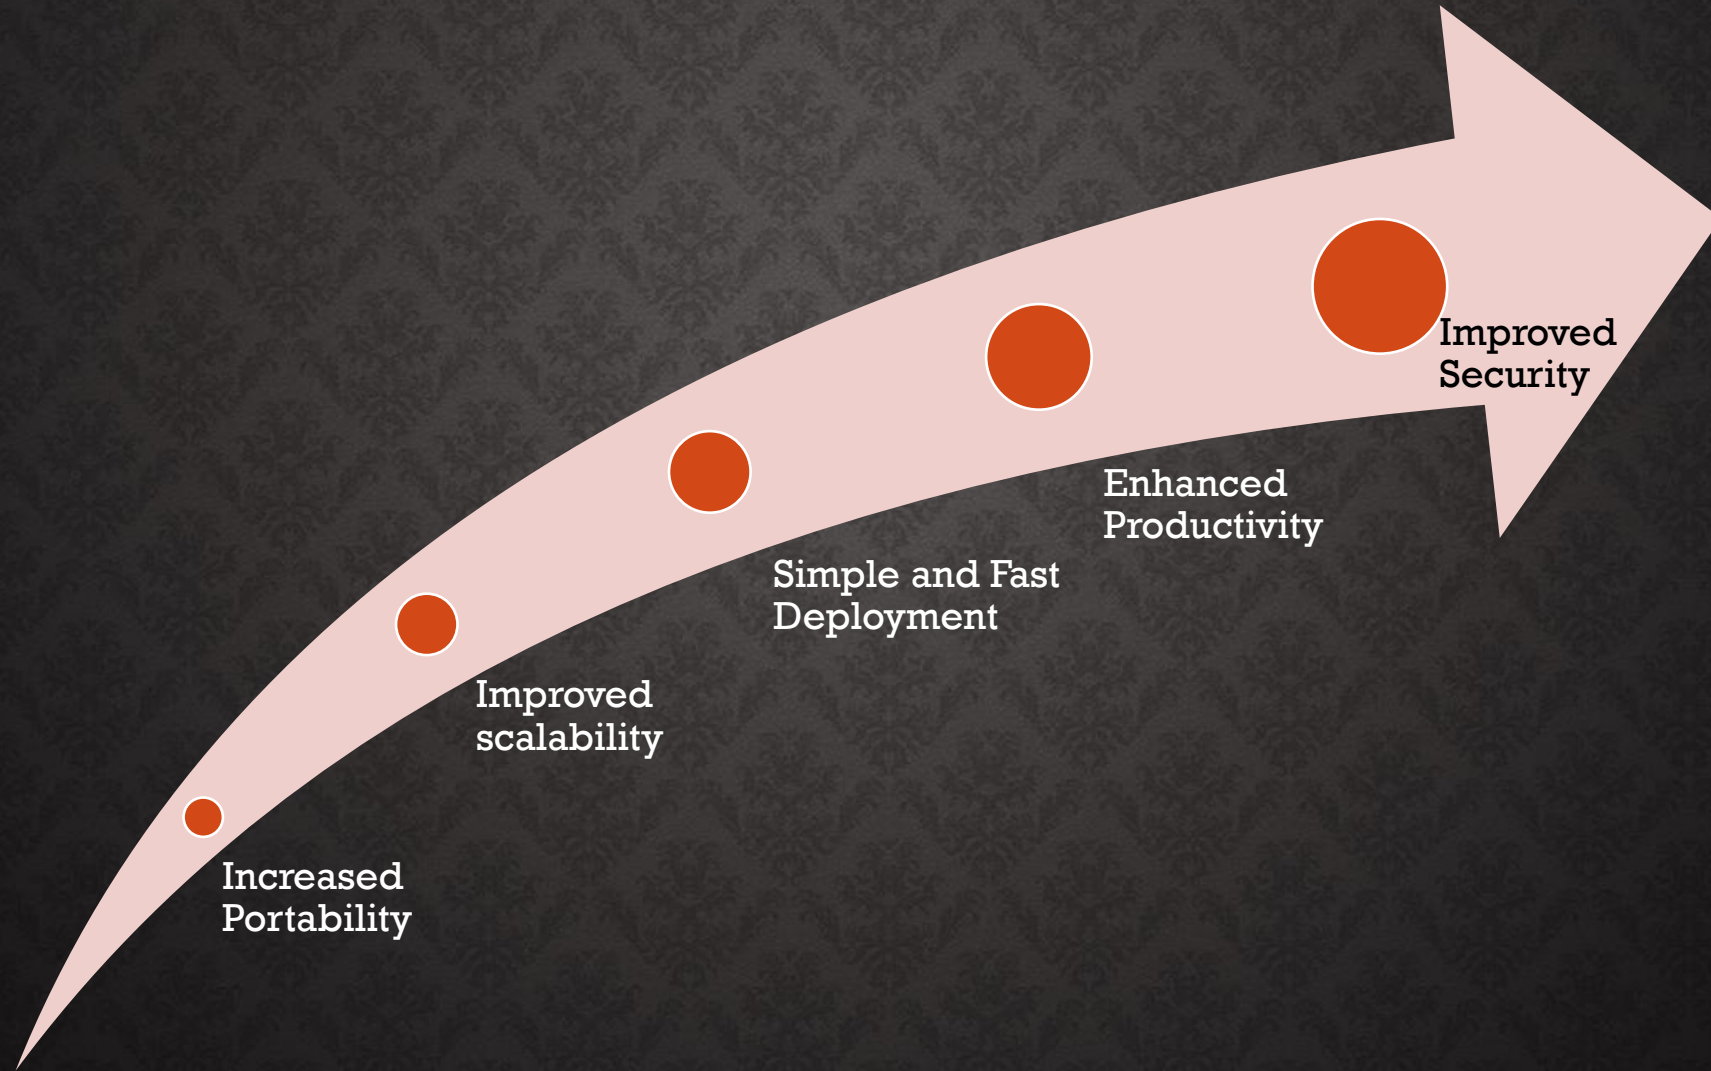 Improved
Security
Enhanced
Productivity
Simple and Fast
Deployment
Improved
scalability
Increased
Portability